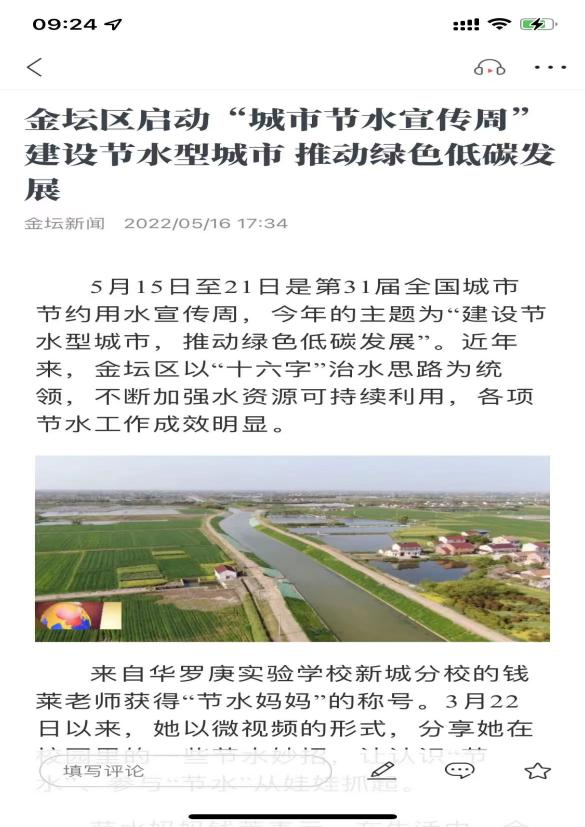 09:24
金坛区启动“城市节水宣传周”
建设节水型城市 推动绿色低碳发
展
金坛新闻 2022/05/16 17:34
5月15日至21日是第31届全国城市
节约用水宣传周，今年的主题为“建设节
水型城市，推动绿色低碳发展”。近年
来，金坛区以“十六字”治水思路为统
领，不断加强水资源可持续利用，各项
节水工作成效明显。
来自华罗庚实验学校新城分校的钱
莱老师获得“节水妈妈”的称号。3月22
日以来，她以微视频的形式，分享她在
校园里的一些节水妙招，让认识“节
水”、参与“节水”从娃娃抓起。
填写评论